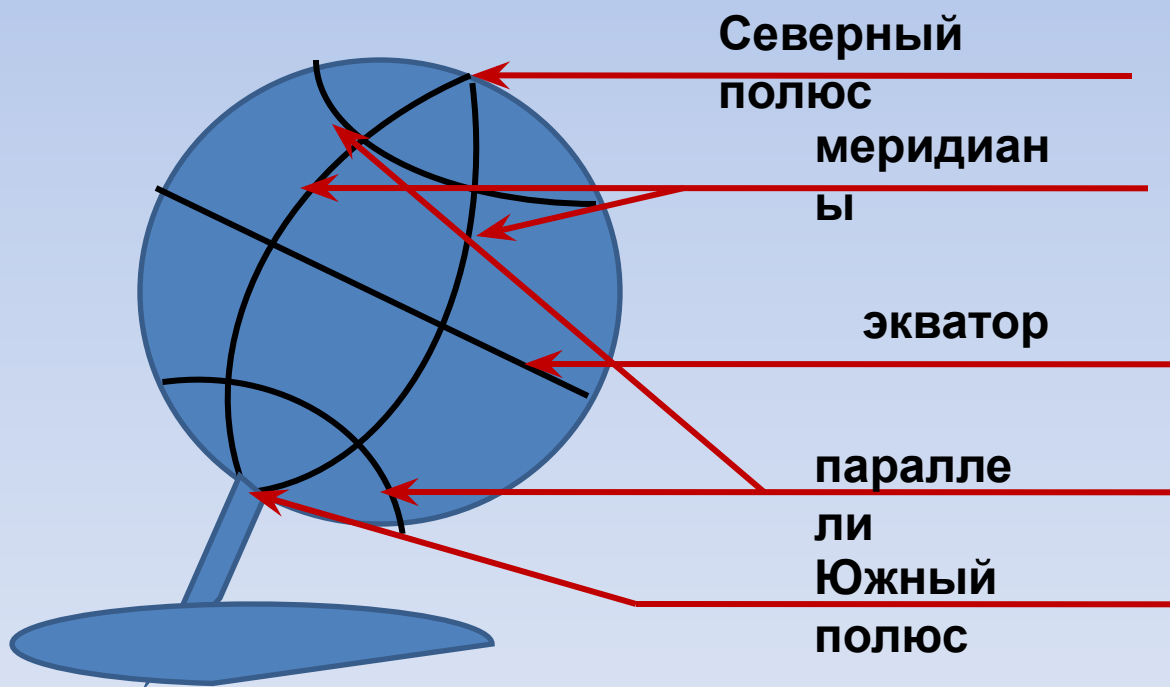 Северный
полюс
меридиан
ы
экватор
паралле
ли
Южный
полюс